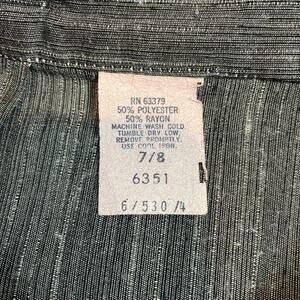 RN 63379
50% POLYESTER
50% RAYON
MACHINE WASH COLD.
TUMBLE DRY LOW.
REMOVE PROMPTLY.
USE COOL IRON.
7/8
6351
6/530/4